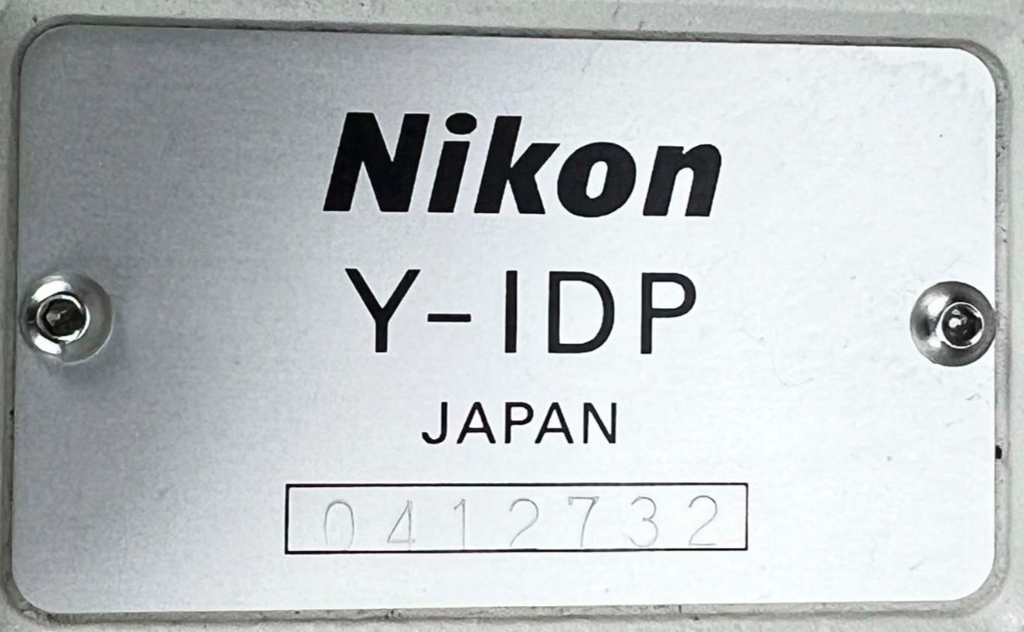 Nikon
Y-IDP
JAPAN
0412732